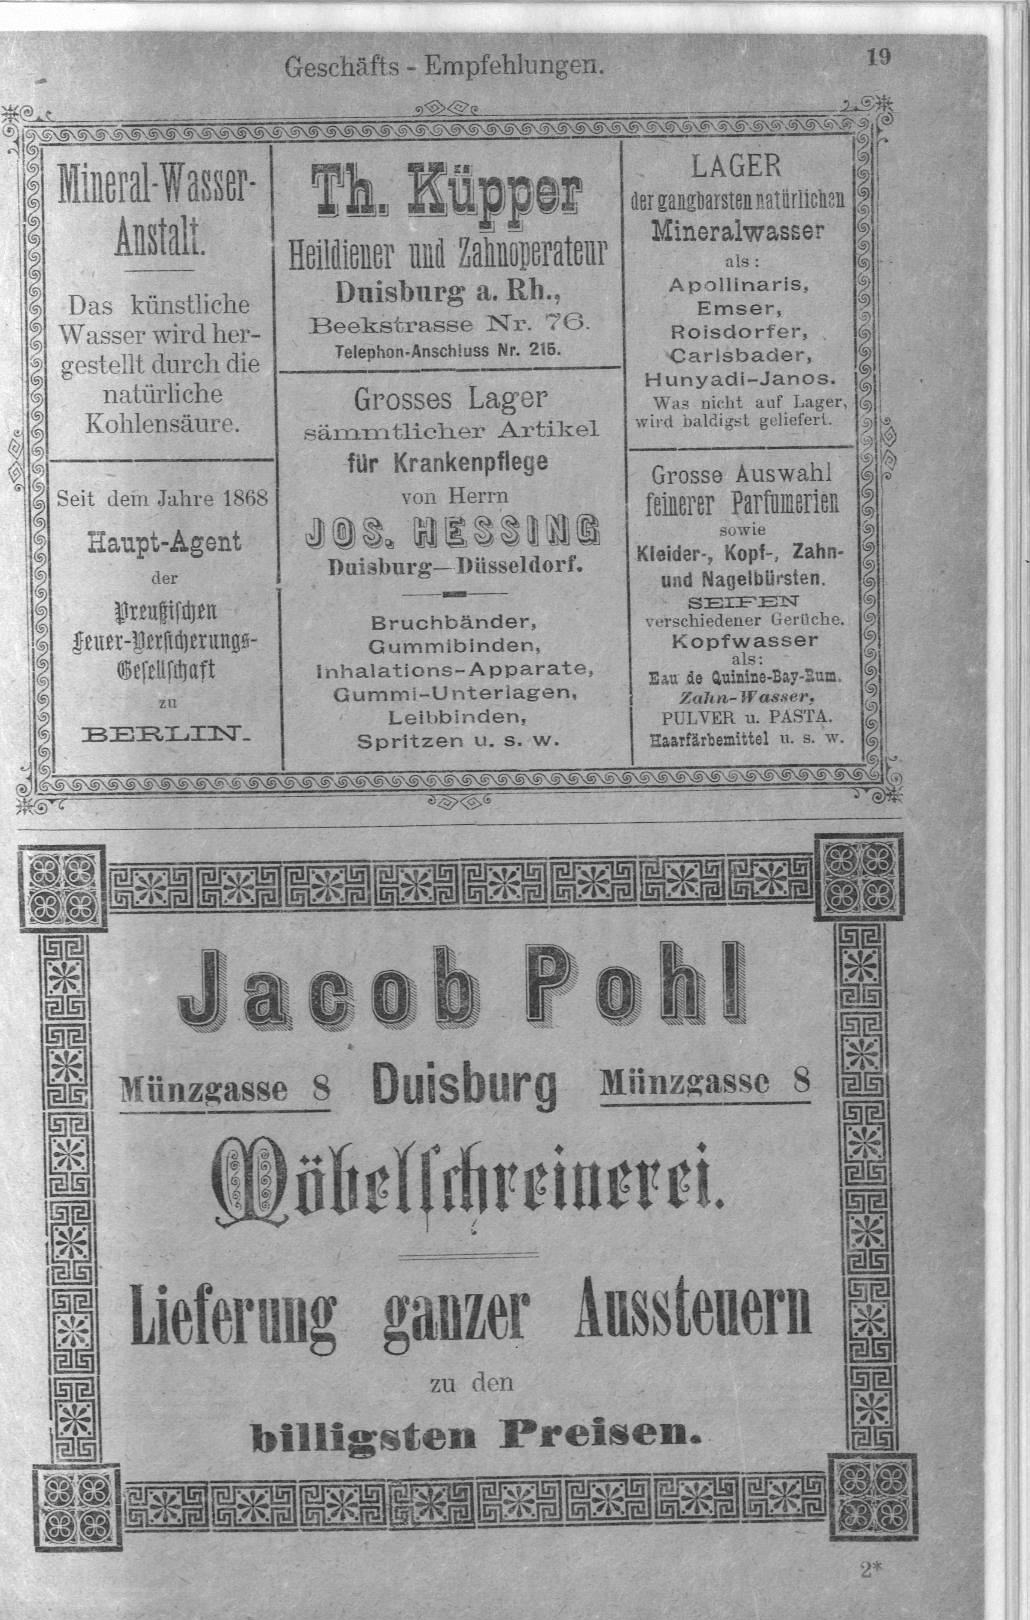 Geschäfts - Empfehlungen.
19
Mineral-Wasser-
Anstalt.
Das künstliche
Wasser wird her-
gestellt durch die
natürliche
Kohlensäure.
Seit dem Jahre 1868
Haupt-Agent
der
Preußischen
Feuer-Versicherungs-
Gesellschaft
zu
BERLIN.
Th. Küpper
Heildiener und Zahnoperateur
Duisburg a. Rh.,
Beekstrasse Nr. 76.
Telephon-Anschluss Nr. 215.
Grosses Lager
sämmtlicher Artikel
für Krankenpflege
von Herrn
JOS. HESSING
Duisburg—Düsseldorf.
Bruchbänder,
Gummibinden,
Inhalations-Apparate,
Gummi-Unterlagen,
Leibbinden,
Spritzen u. s. w.
LAGER
der gangbarsten natürlichen
Mineralwasser
als:
Apollinaris,
Emser,
Roisdorfer,
Carlsbader,
Hunyadi-Janos.
Was nicht auf Lager,
wird baldigst geliefert.
Grosse Auswahl
feinerer Parfumerien
sowie
Kleider-, Kopf-, Zahn-
und Nagelbürsten.
SEIFEN
verschiedener Gerüche.
Kopfwasser
als:
Eau de Quinine-Bay-Rum.
Zahn-Wasser,
PULVER u. PASTA.
Haarfärbemittel u. s. w.
Jacob Pohl
Münzgasse 8 Duisburg Münzgasse 8
Möbelschreinerei.
Lieferung ganzer Aussteuern
zu den
billigsten Preisen.
2*